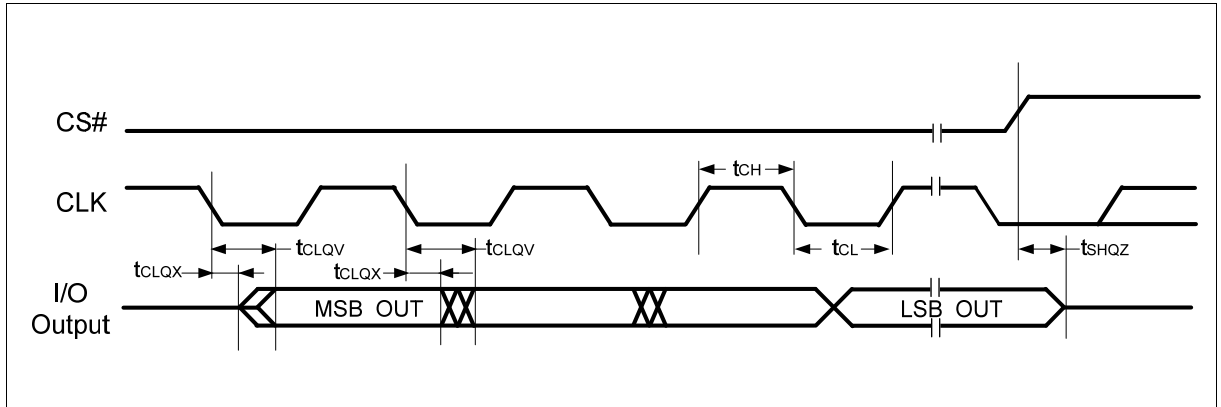 CS#
tCH
CLK
tCLQV
tCLQV
tCL
tSHQZ
tCLQX
tCLQX
I/O
Output
MSB OUT
LSB OUT